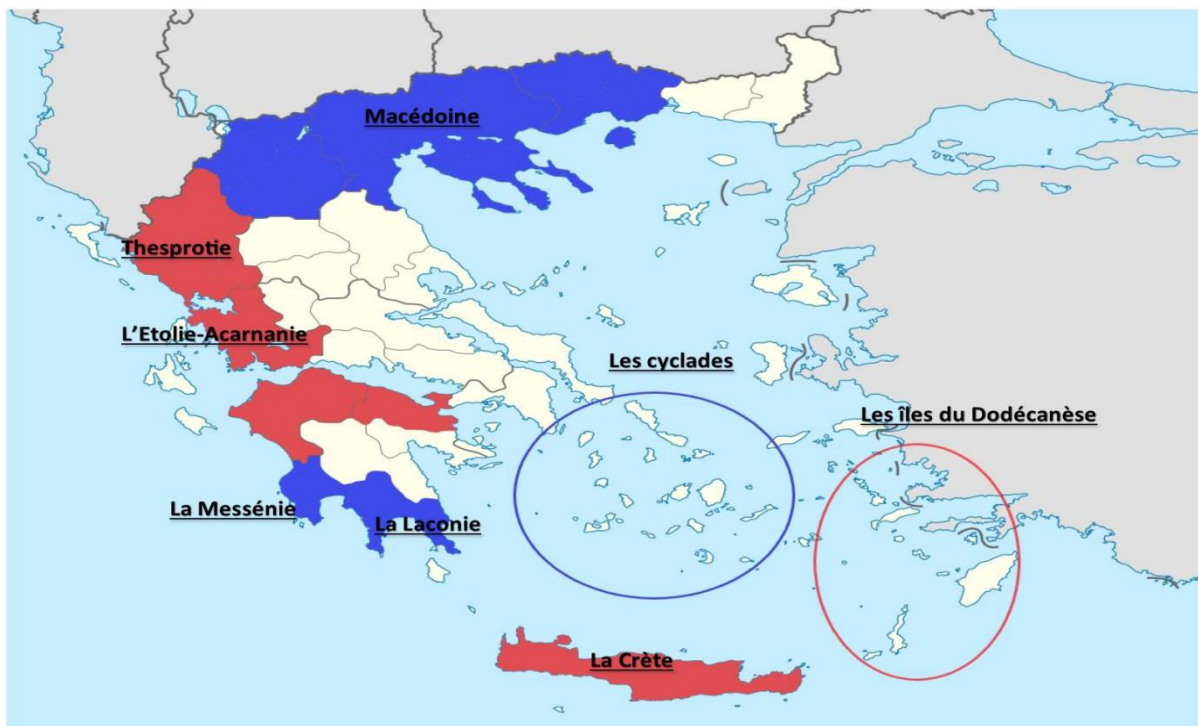 Macédoine
Thesprotie
L'Etolie-Acarnanie
Les cyclades
Les îles du Dodécanèse
La Messénie
La Laconie
La Crète